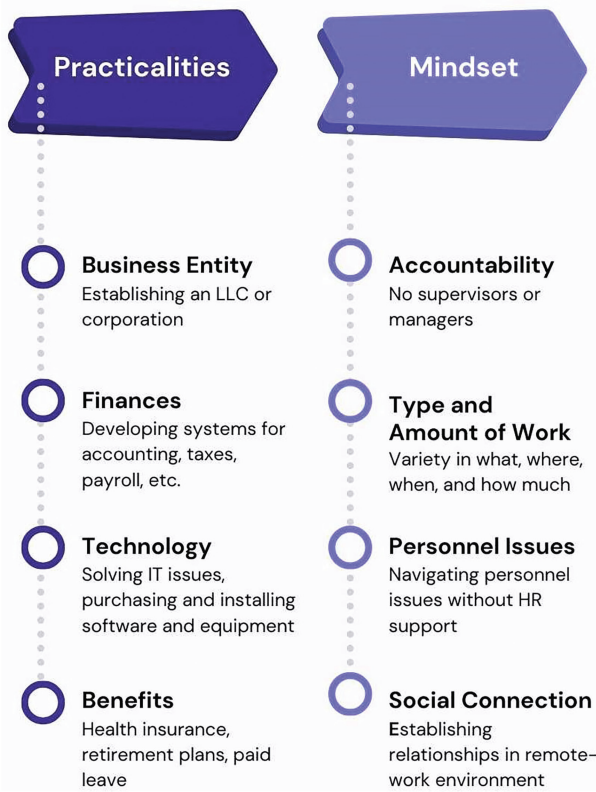 Practicalities
Business Entity
Establishing an LLC or
corporation
Finances
Developing systems for
accounting, taxes,
payroll, etc.
Technology
Solving IT issues,
purchasing and installing
software and equipment
Benefits
Health insurance,
retirement plans, paid
leave
Mindset
Accountability
No supervisors or
managers
Type and
Amount of Work
Variety in what, where,
when, and how much
Personnel Issues
Navigating personnel
issues without HR
support
Social Connection
Establishing
relationships in remote-
work environment